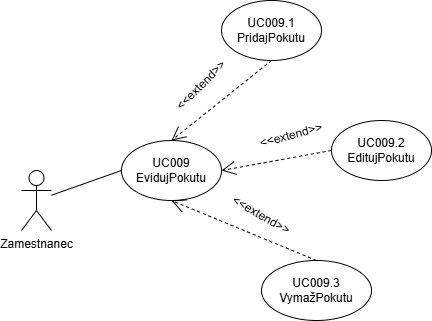 UC009.1
PridajPokutu
<<extend>>
<<extend>>
UC009.2
EditujPokutu
UC009
EvidujPokutu
<<extend>>
Zamestnanec
UC009.3
VymažPokutu